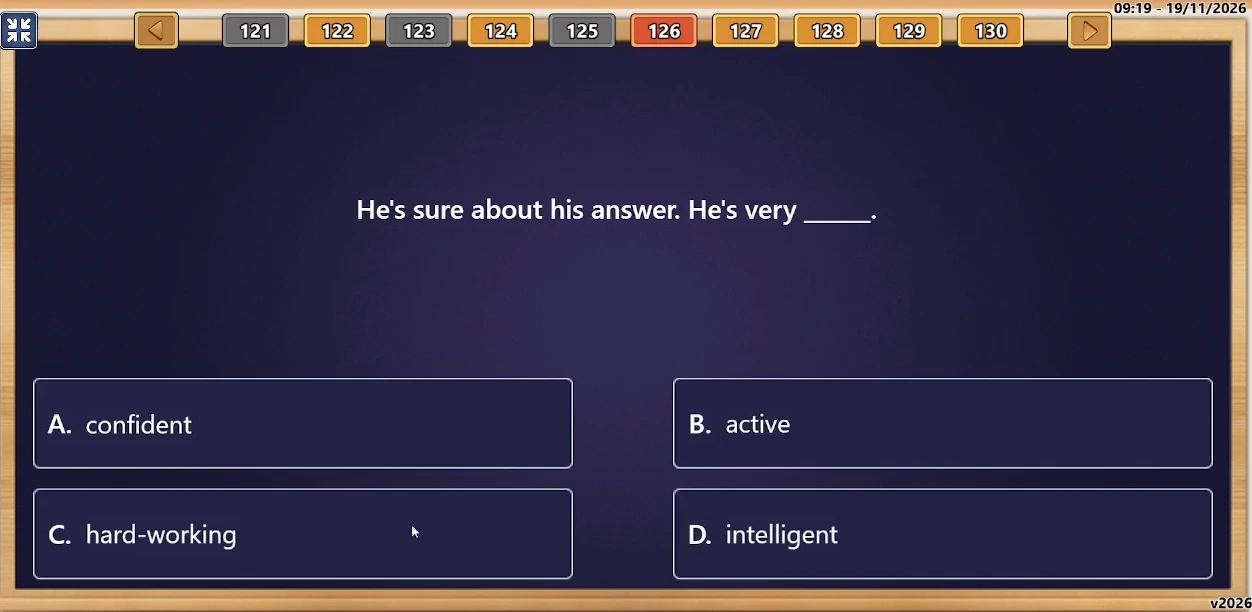 09:19 - 19/11/2026
121 122 123 124 125 126 127 128 129 130
He's sure about his answer. He's very _____.
A. confident
B. active
C. hard-working
D. intelligent
v2026